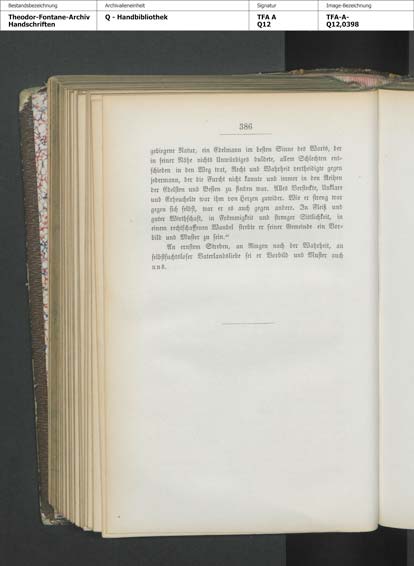 Bestandsbezeichnung
Archivalieneinheit
Signatur
Image-Bezeichnung
Theodor-Fontane-Archiv
Handschriften
Q - Handbibliothek
TFA A
Q12
TFA-A-
Q12,0398
386
gebiegene Natur, ein Edelmann im besten Sinne des Worts, der
in seiner Nähe nichts Unwürdiges duldete, allem Schlechten ent-
schieden in den Weg trat, Recht und Wahrheit vertheidigte gegen
jedermann, der die Furcht nicht kannte und immer in den Reihen
der Edelsten und Besten zu finden war. Alles Versteckte, Unklare
und Erheuchelte war ihm von Herzen zuwider. Wie er streng war
gegen sich selbst, war er es auch gegen andere. In Fleiß und
guter Wirthschaft, in Frömmigkeit und strenger Sittlichkeit, in
einem rechtschaffenen Wandel strebte er seiner Gemeinde ein Vor-
bild und Muster zu sein."
An ernstem Streben, an Ringen nach der Wahrheit, an
selbstsuchtsloser Vaterlandsliebe sei er Vorbild und Muster auch
uns.